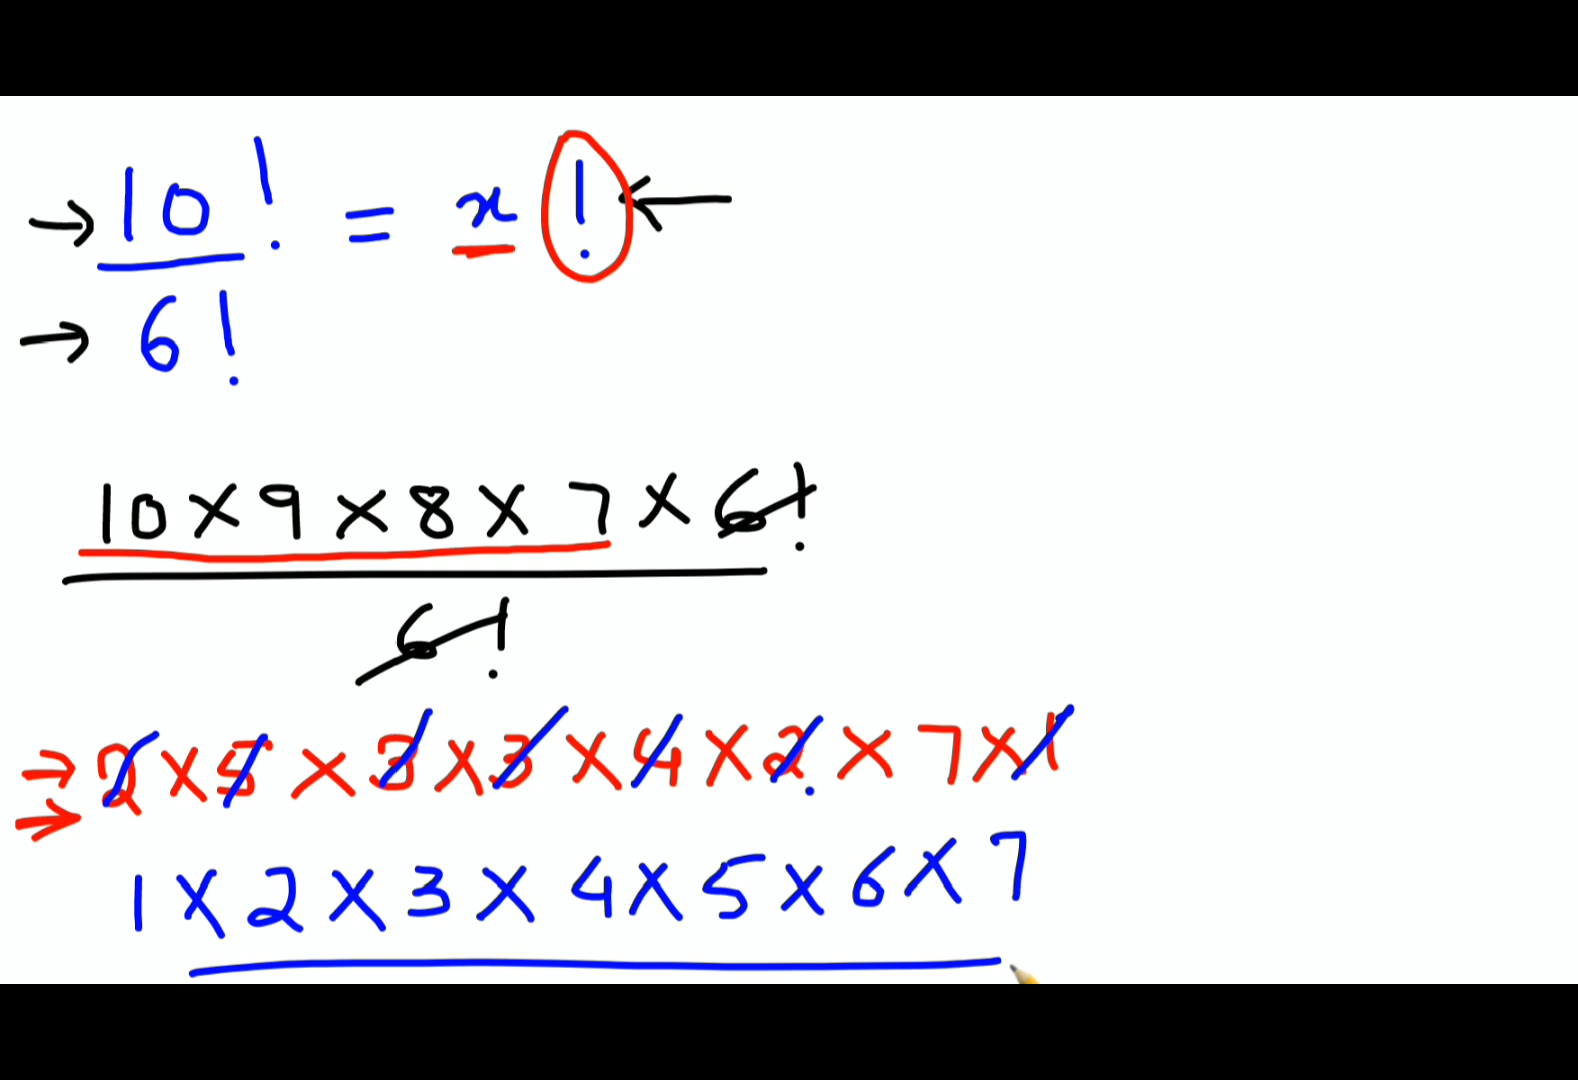 → 10! = x! ←
→ 6!
10 × 9 × 8 × 7 × 6!
6!
⇒ 2 × 5 × 3 × 3 × 4 × 2 × 7 × 1
⇒
1 × 2 × 3 × 4 × 5 × 6 × 7